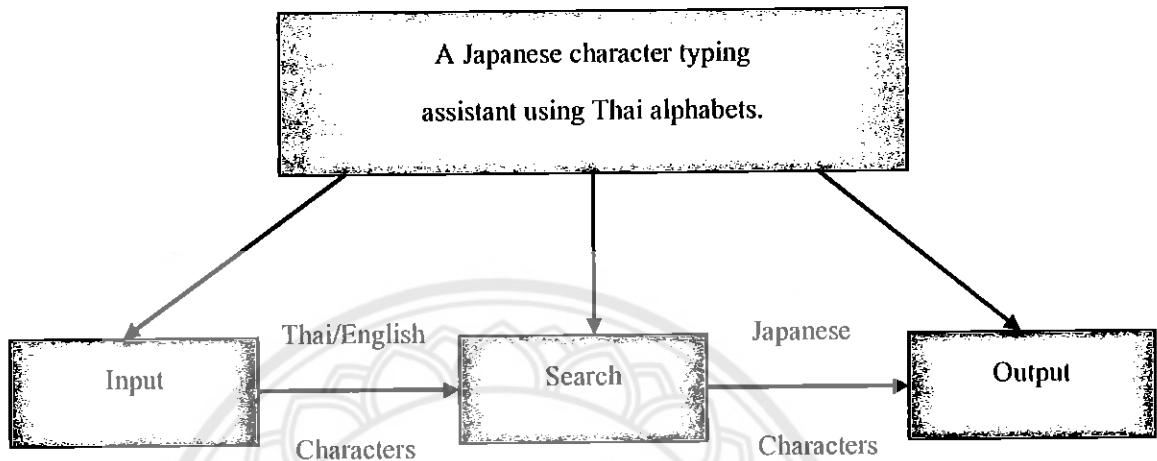 A Japanese character typing
assistant using Thai alphabets.
Thai/English
Japanese
Input
Search
Output
Characters
Characters